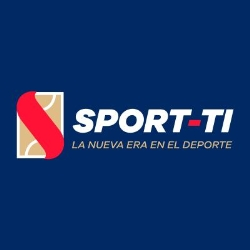 SPORT-TI
LA NUEVA ERA EN EL DEPORTE